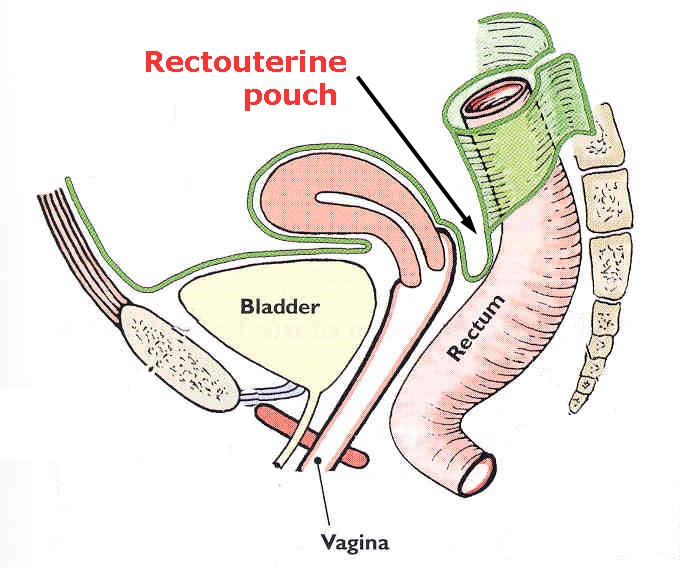 Rectouterine
pouch
Bladder
Rectum
Vagina